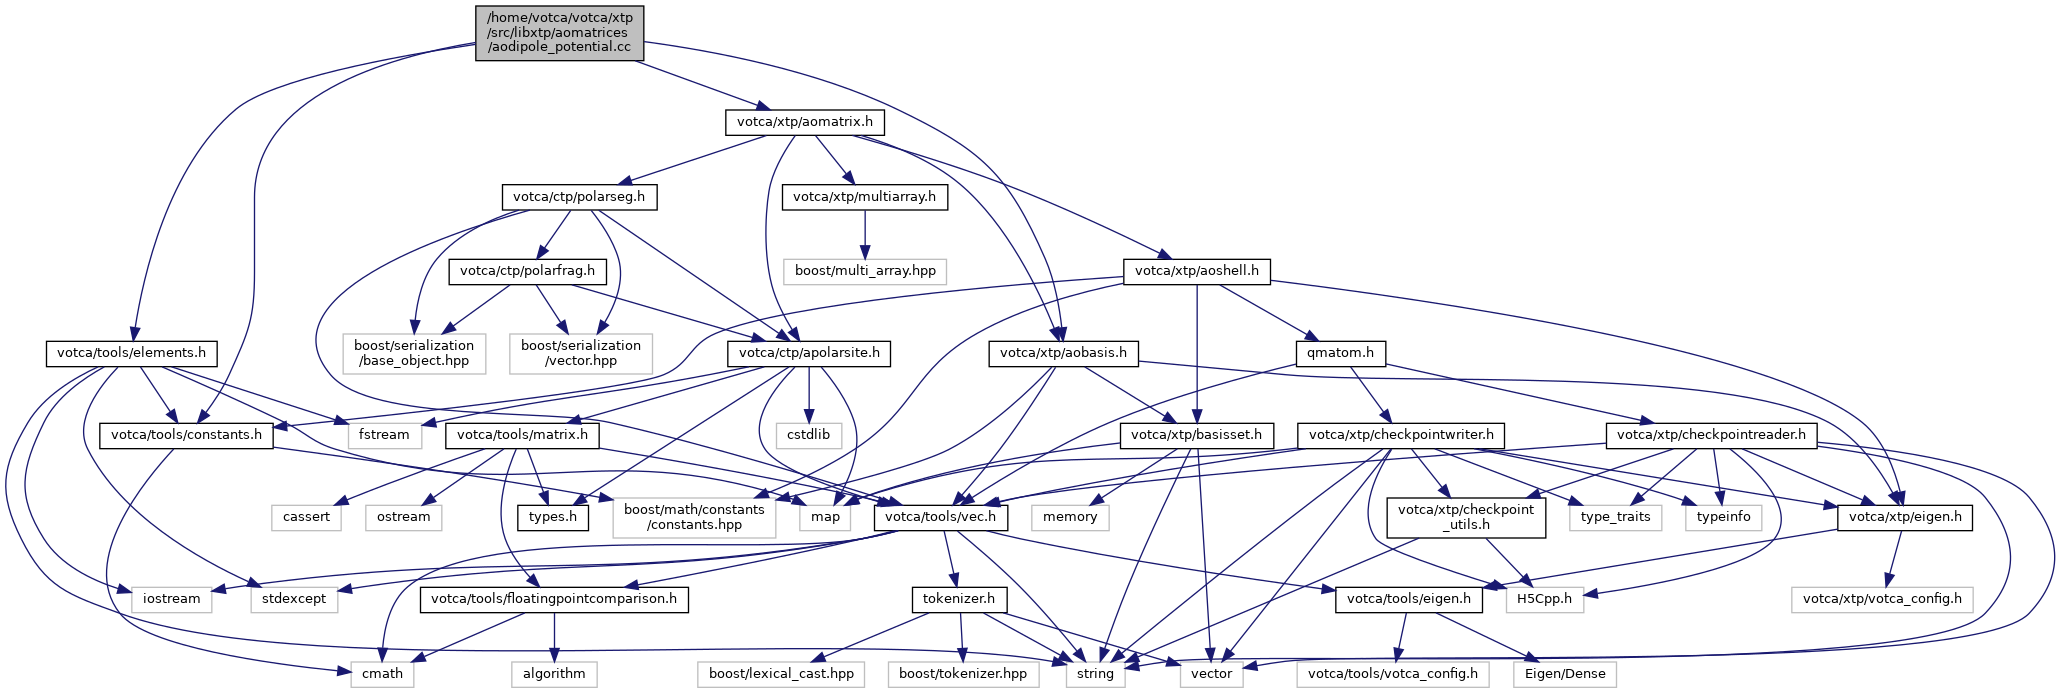 /home/votca/votca/xtp
/src/libxtp/aomatrices
/aodipole_potential.cc
votca/xtp/aomatrix.h
votca/ctp/polarseg.h
votca/xtp/multiarray.h
votca/ctp/polarfrag.h
boost/multi_array.hpp
votca/xtp/aoshell.h
votca/tools/elements.h
boost/serialization
/base_object.hpp
boost/serialization
/vector.hpp
votca/ctp/apolarsite.h
votca/xtp/aobasis.h
qmatom.h
votca/tools/constants.h
fstream
votca/tools/matrix.h
cstdlib
votca/xtp/basisset.h
votca/xtp/checkpointwriter.h
votca/xtp/checkpointreader.h
cassert
ostream
types.h
boost/math/constants
/constants.hpp
map
votca/tools/vec.h
memory
votca/xtp/checkpoint
_utils.h
type_traits
typeinfo
votca/xtp/eigen.h
iostream
stdexcept
votca/tools/floatingpointcomparison.h
tokenizer.h
votca/tools/eigen.h
H5Cpp.h
votca/xtp/votca_config.h
cmath
algorithm
boost/lexical_cast.hpp
boost/tokenizer.hpp
string
vector
votca/tools/votca_config.h
Eigen/Dense